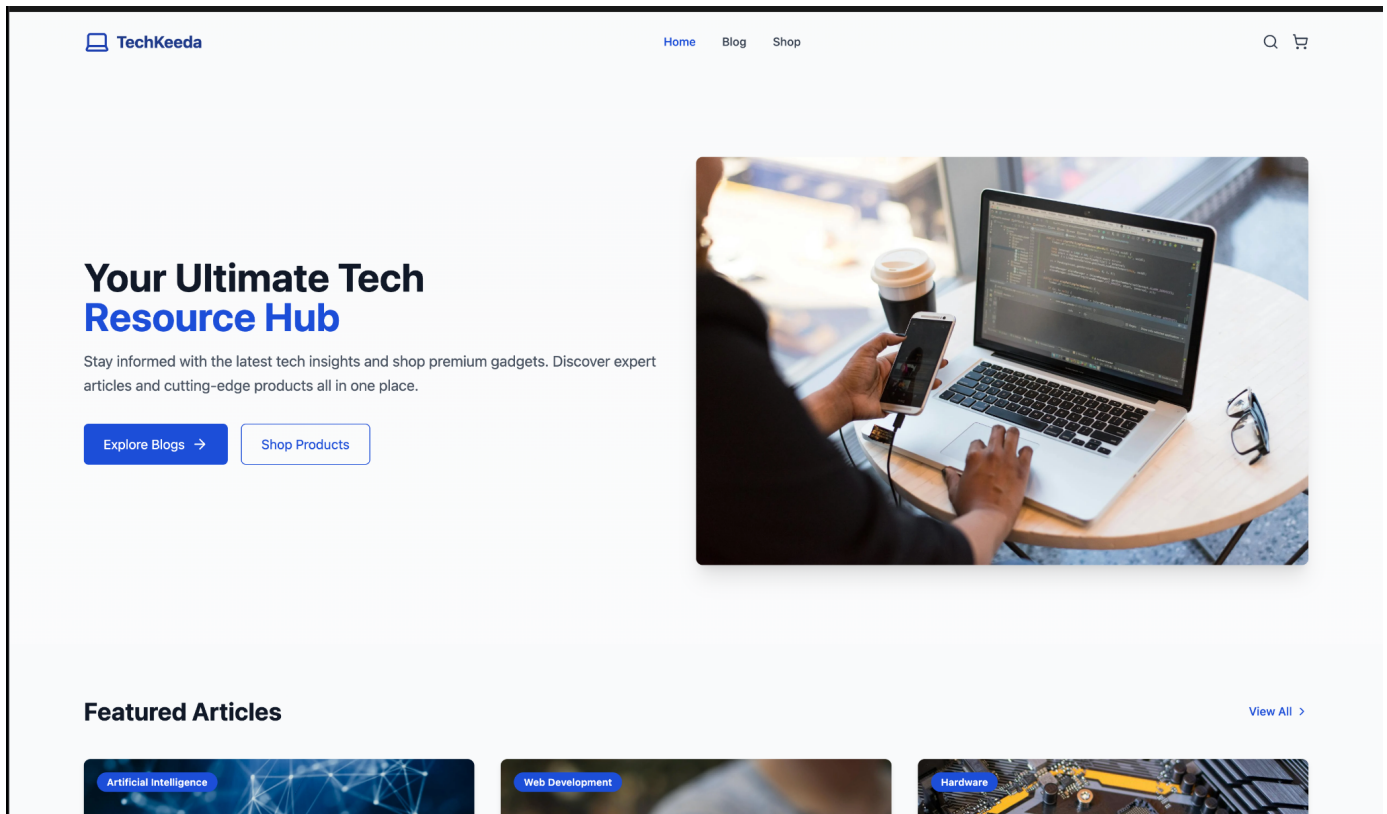 TechKeeda
Home Blog Shop
Your Ultimate Tech
Resource Hub
Stay informed with the latest tech insights and shop premium gadgets. Discover expert
articles and cutting-edge products all in one place.
Explore Blogs
Shop Products
Featured Articles
View All
Artificial Intelligence
Web Development
Hardware